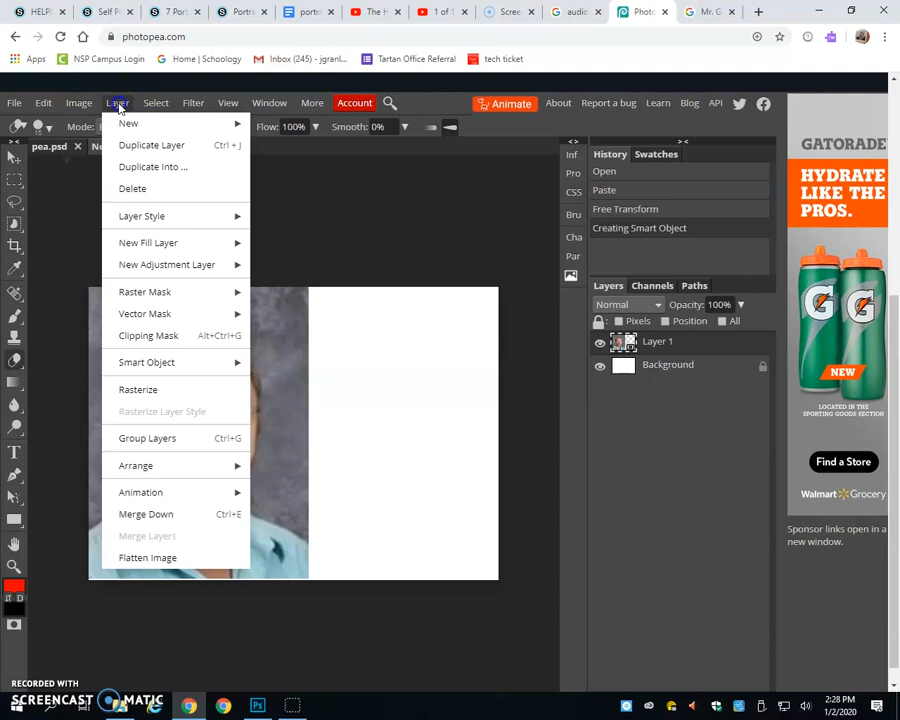 HELP! Self P 7 Port Portra portra The H 1 of 1 Scree audio Photo Mr. G
photopea.com
Apps NSP Campus Login Home | Schoology Inbox (245) - jgranl... Tartan Office Referral tech ticket
File Edit Image Layer Select Filter View Window More Account Animate About Report a bug Learn Blog API
15 Mode: Flow: 100% Smooth: 0%
pea.psd Ne
New
Duplicate Layer Ctrl + J
Duplicate Into ...
Delete
Layer Style
New Fill Layer
New Adjustment Layer
Raster Mask
Vector Mask
Clipping Mask Alt+Ctrl+G
Smart Object
Rasterize
Rasterize Layer Style
Group Layers Ctrl+G
Arrange
Animation
Merge Down Ctrl+E
Merge Layers
Flatten Image
Inf
Pro
CSS
Bru
Cha
Par
History Swatches
Open
Paste
Free Transform
Creating Smart Object
Layers Channels Paths
Normal Opacity: 100%
Pixels Position All
Layer 1
Background
D
GATORADE
HYDRATE
LIKE THE
PROS.
NEW
LOCATED IN THE
SPORTING GOODS SECTION
Find a Store
Walmart Grocery
Sponsor links open in a
new window.
RECORDED WITH
SCREENCAST MATIC
2:28 PM
1/2/2020